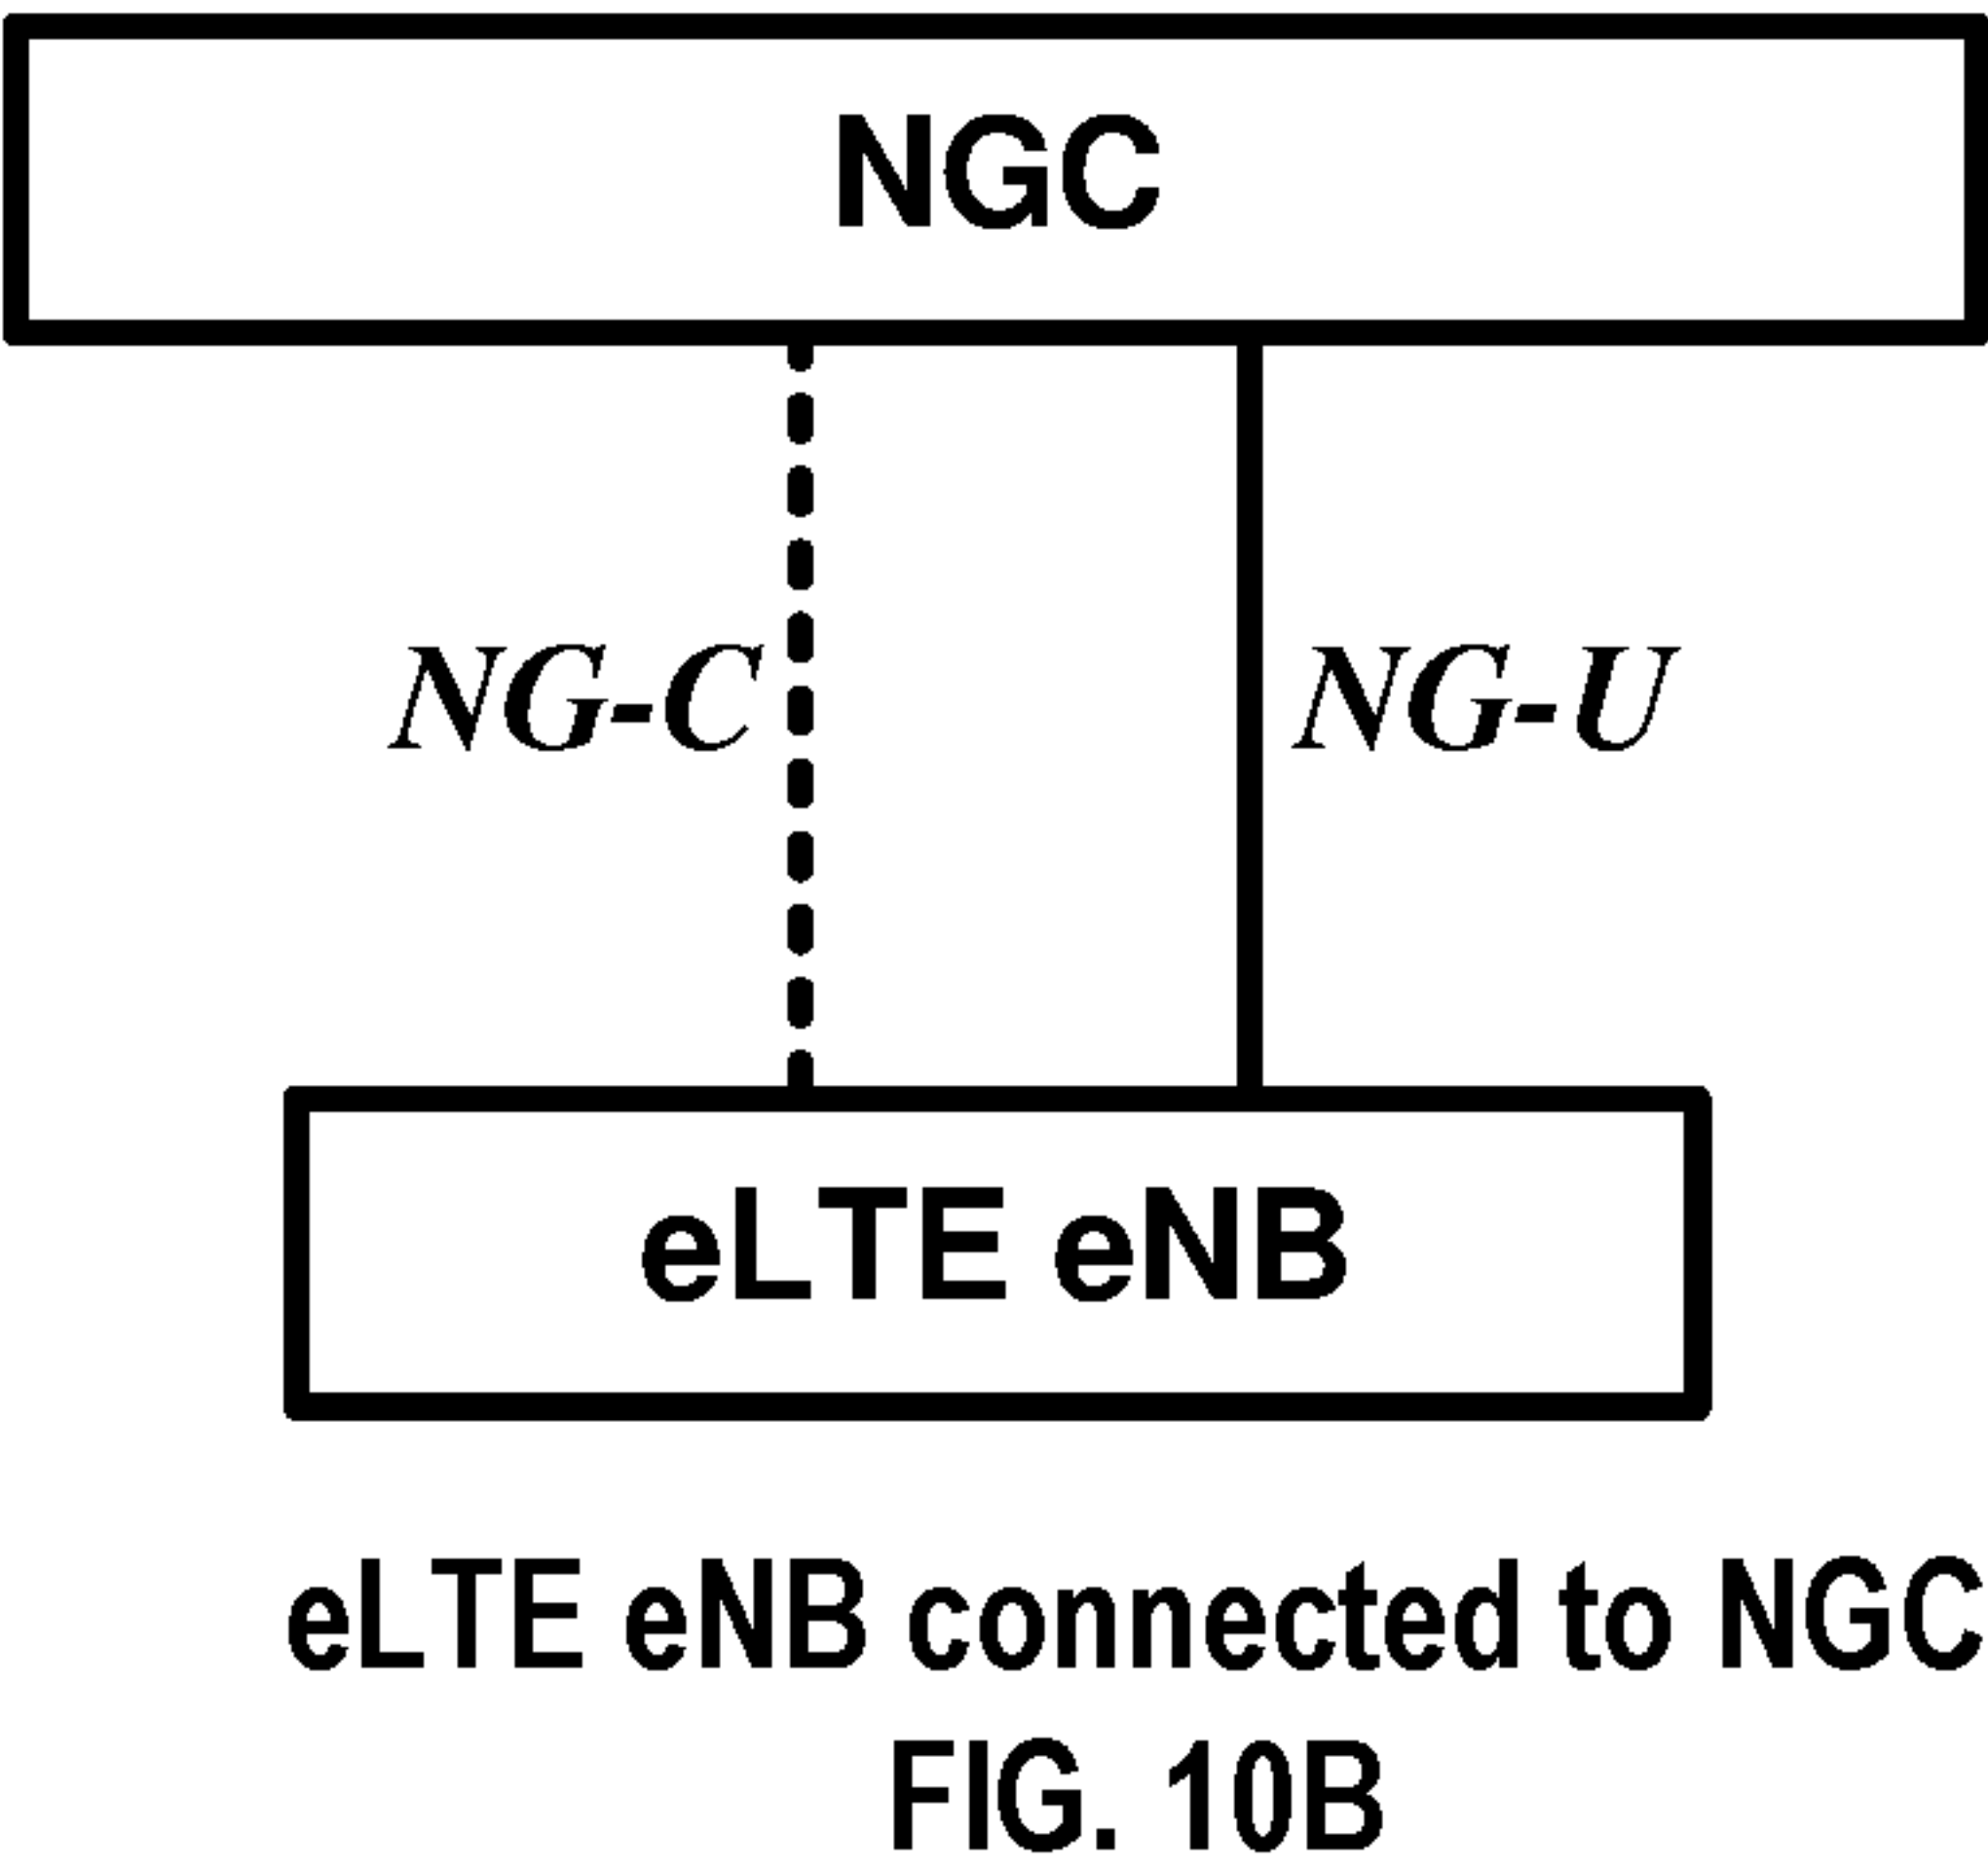 NGC
NG-C
NG-U
eLTE eNB
eLTE eNB connected to NGC
FIG. 10B